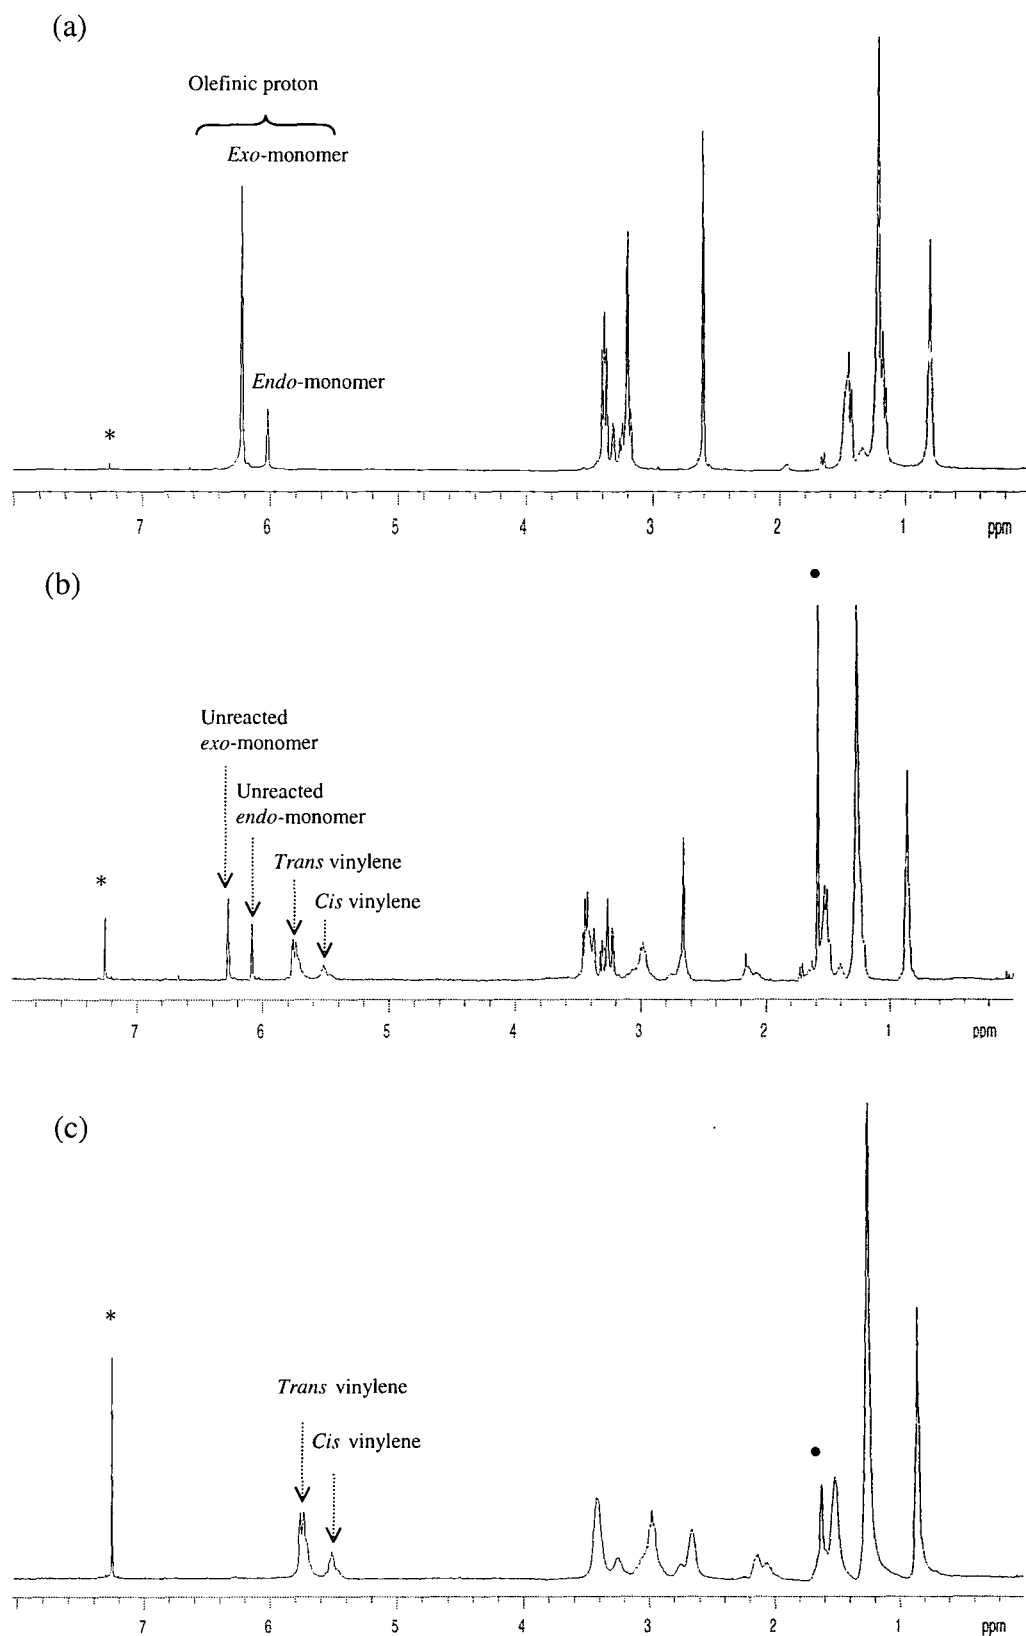 (a)
Olefinic proton
Exo-monomer
Endo-monomer
*
7 6 5 4 3 2 1 ppm
(b)
•
Unreacted
exo-monomer
Unreacted
endo-monomer
Trans vinylene
*
Cis vinylene
7 6 5 4 3 2 1 ppm
(c)
*
Trans vinylene
Cis vinylene
•
7 6 5 4 3 2 1 ppm